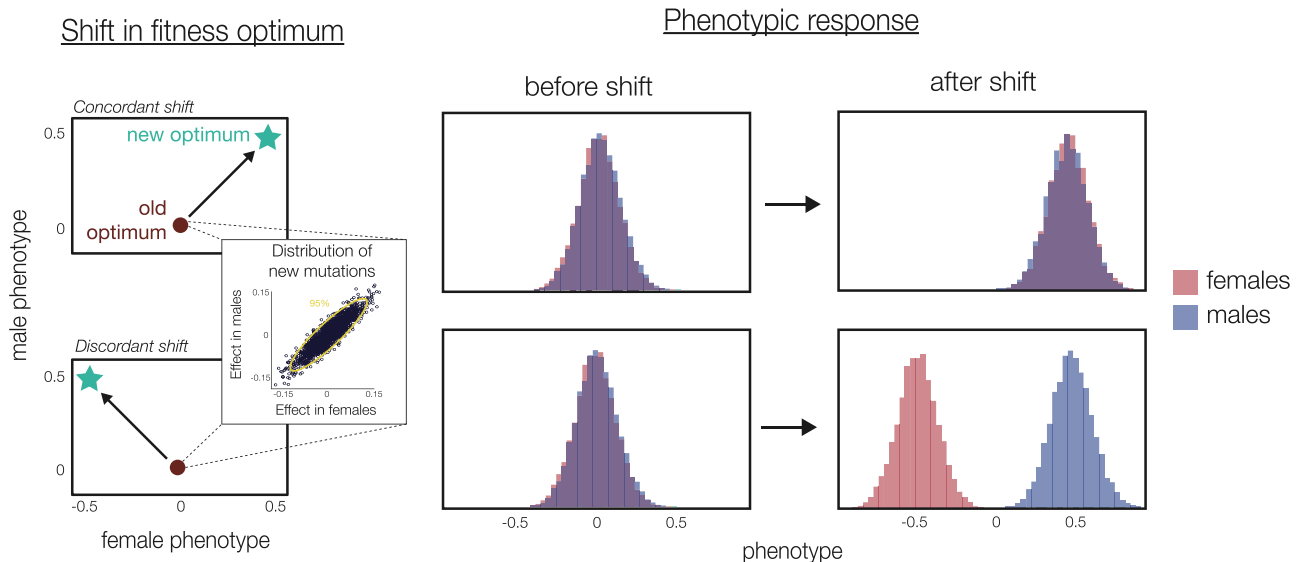 Shift in fitness optimum
Concordant shift
0.5
new optimum
old
optimum
0
male phenotype
Distribution of
new mutations
0.15
95%
Effect in males
0
-0.15
-0.15
0
0.15
Effect in females
Discordant shift
0.5
0
-0.5
0
0.5
female phenotype
Phenotypic response
before shift
after shift
females
males
-0.5
0
0.5
-0.5
0
0.5
phenotype